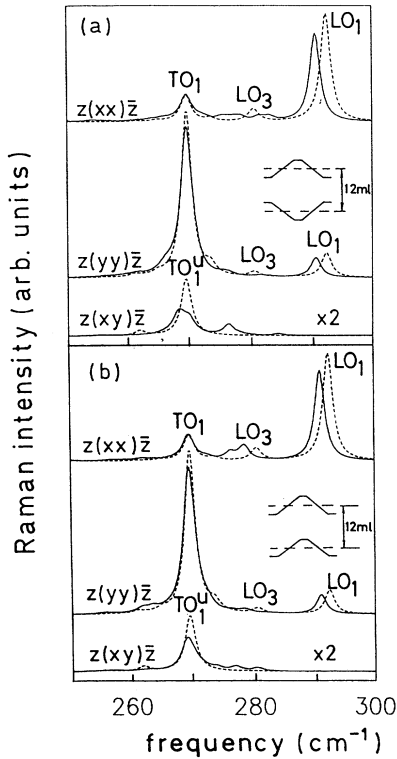 (a)
LO₁
TO₁
LO₃
z(xx)z̄
12ml
z(yy)z̄
LO₃
LO₁
TO₁ᵘ
z(xy)z̄
x2
(b)
LO₁
TO₁
LO₃
z(xx)z̄
12ml
z(yy)z̄
LO₃
LO₁
TO₁ᵘ
z(xy)z̄
x2
Raman intensity (arb. units)
260 280 300
frequency (cm⁻¹)